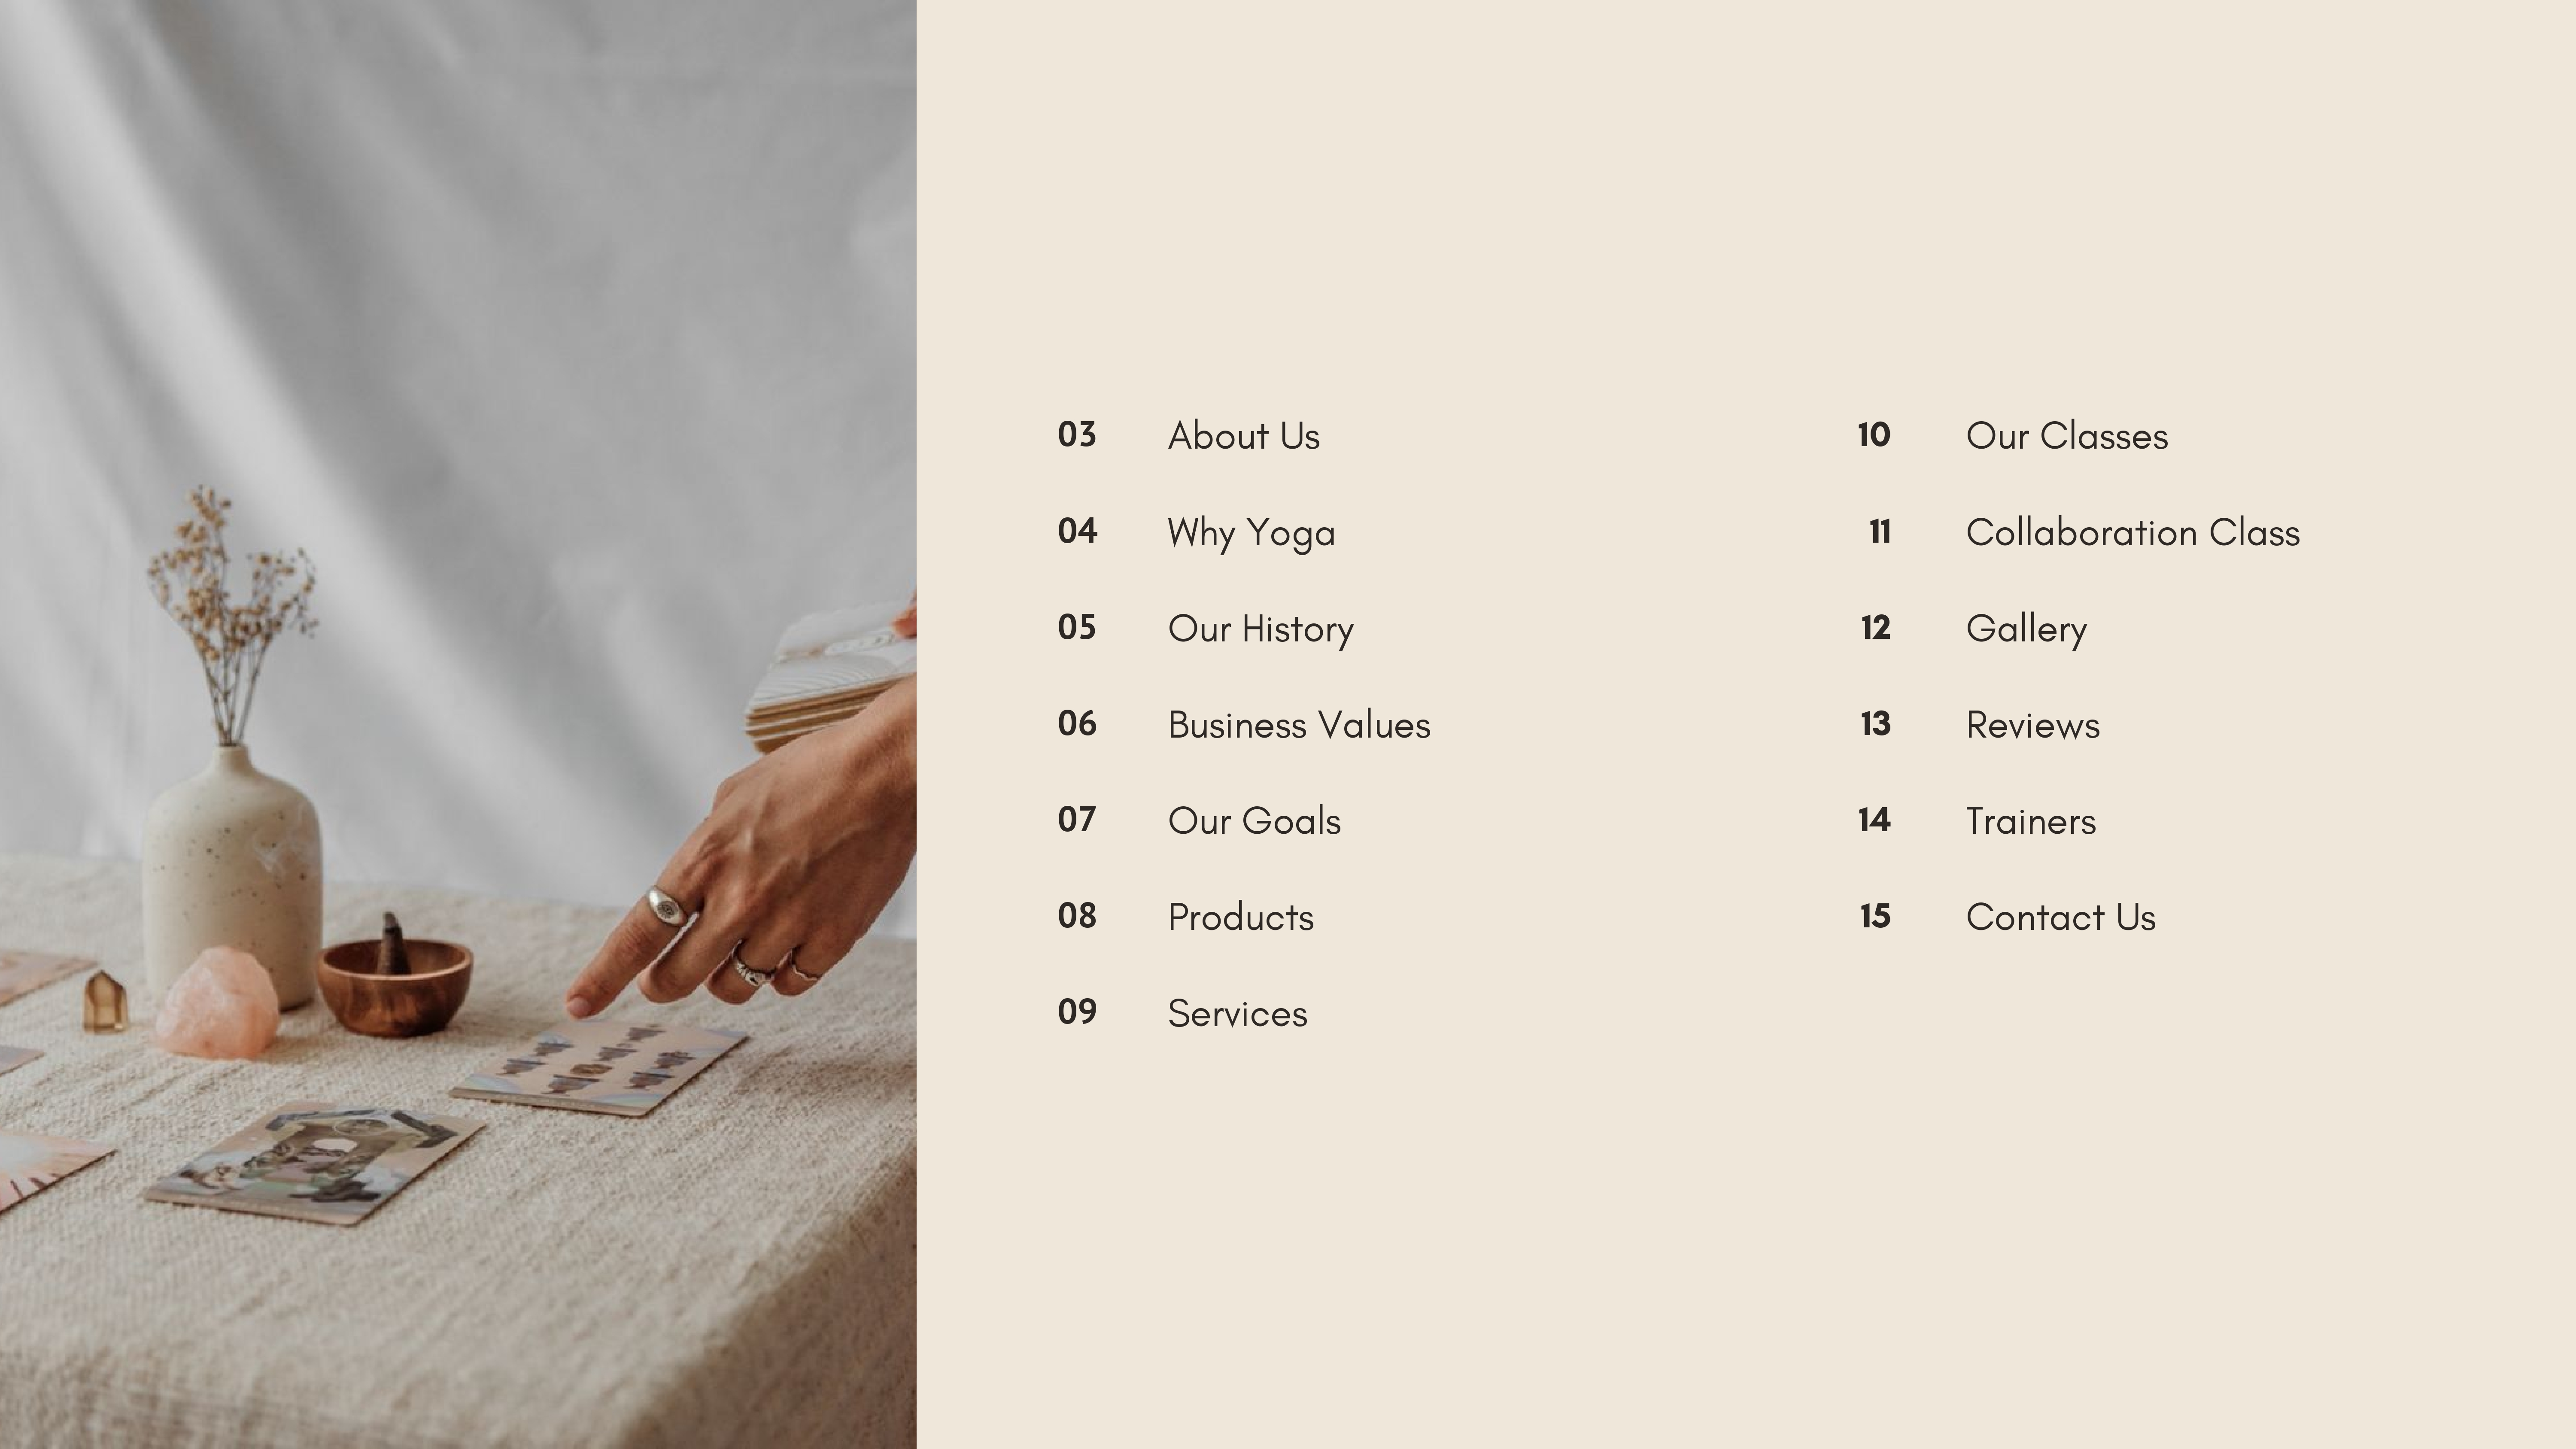 03 About Us
04 Why Yoga
05 Our History
06 Business Values
07 Our Goals
08 Products
09 Services
10 Our Classes
11 Collaboration Class
12 Gallery
13 Reviews
14 Trainers
15 Contact Us